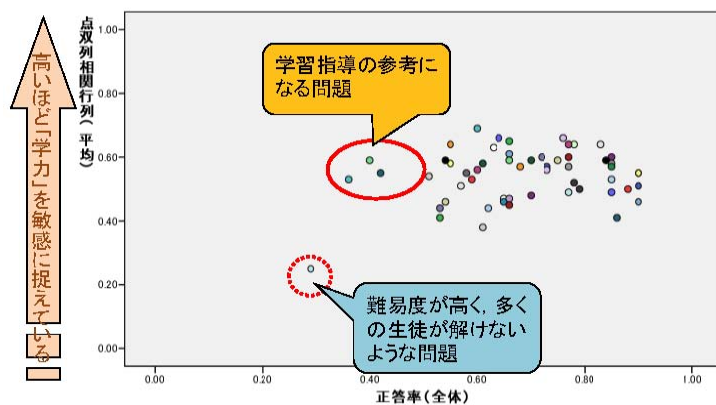 高いほど「学力」を敏感に捉えている。
点双列相関行列(平均)
1.00
0.80
0.60
0.40
0.20
0.00
学習指導の参考に
なる問題
難易度が高く，多く
の生徒が解けない
ような問題
0.00
0.20
0.40
0.60
0.80
1.00
正答率(全体)